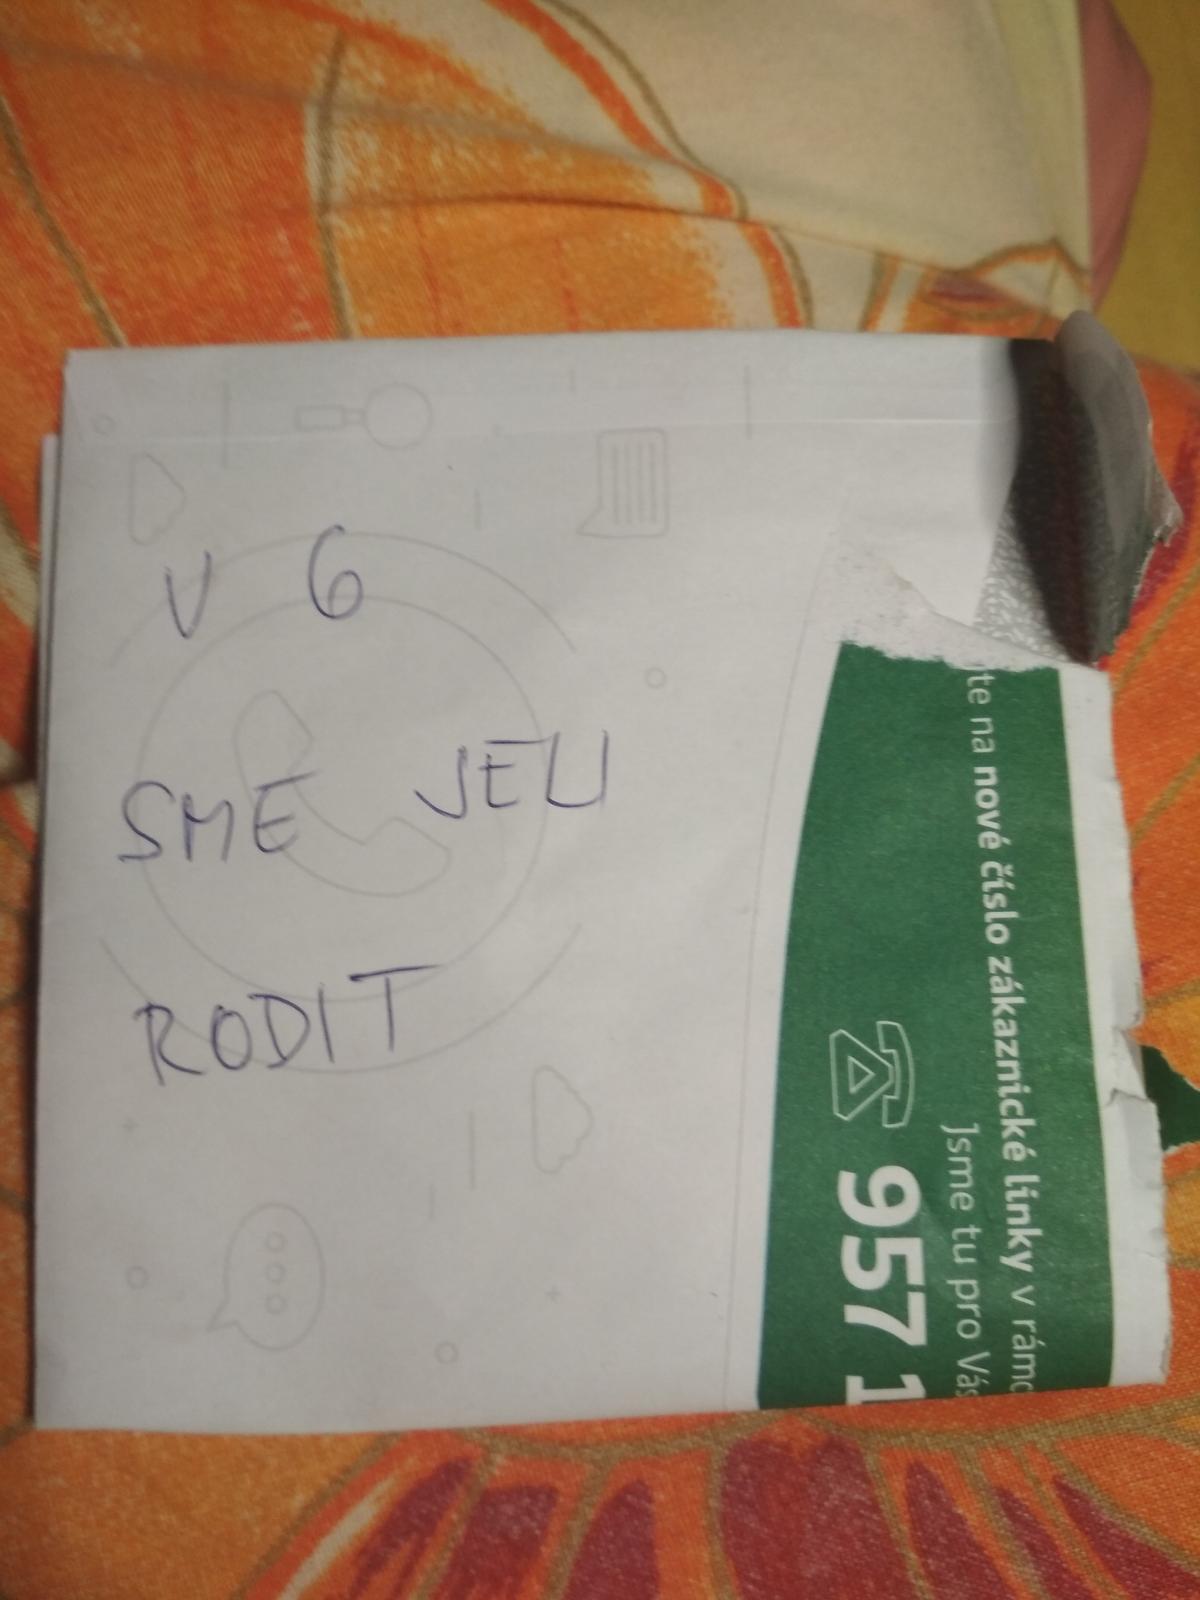 V 6
SME JELI
RODIT
te na nové číslo zákaznické linky v rámc
Jsme tu pro Vás
957 1